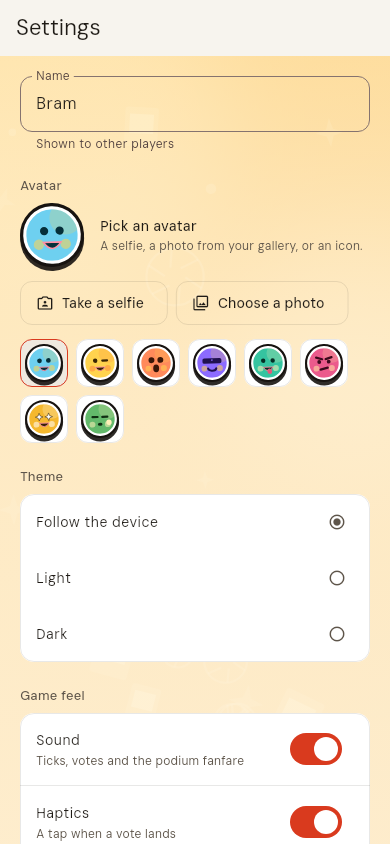 Settings
Name
Bram
Shown to other players
Avatar
Pick an avatar
A selfie, a photo from your gallery, or an icon.
Take a selfie
Choose a photo
Theme
Follow the device
Light
Dark
Game feel
Sound
Ticks, votes and the podium fanfare
Haptics
A tap when a vote lands